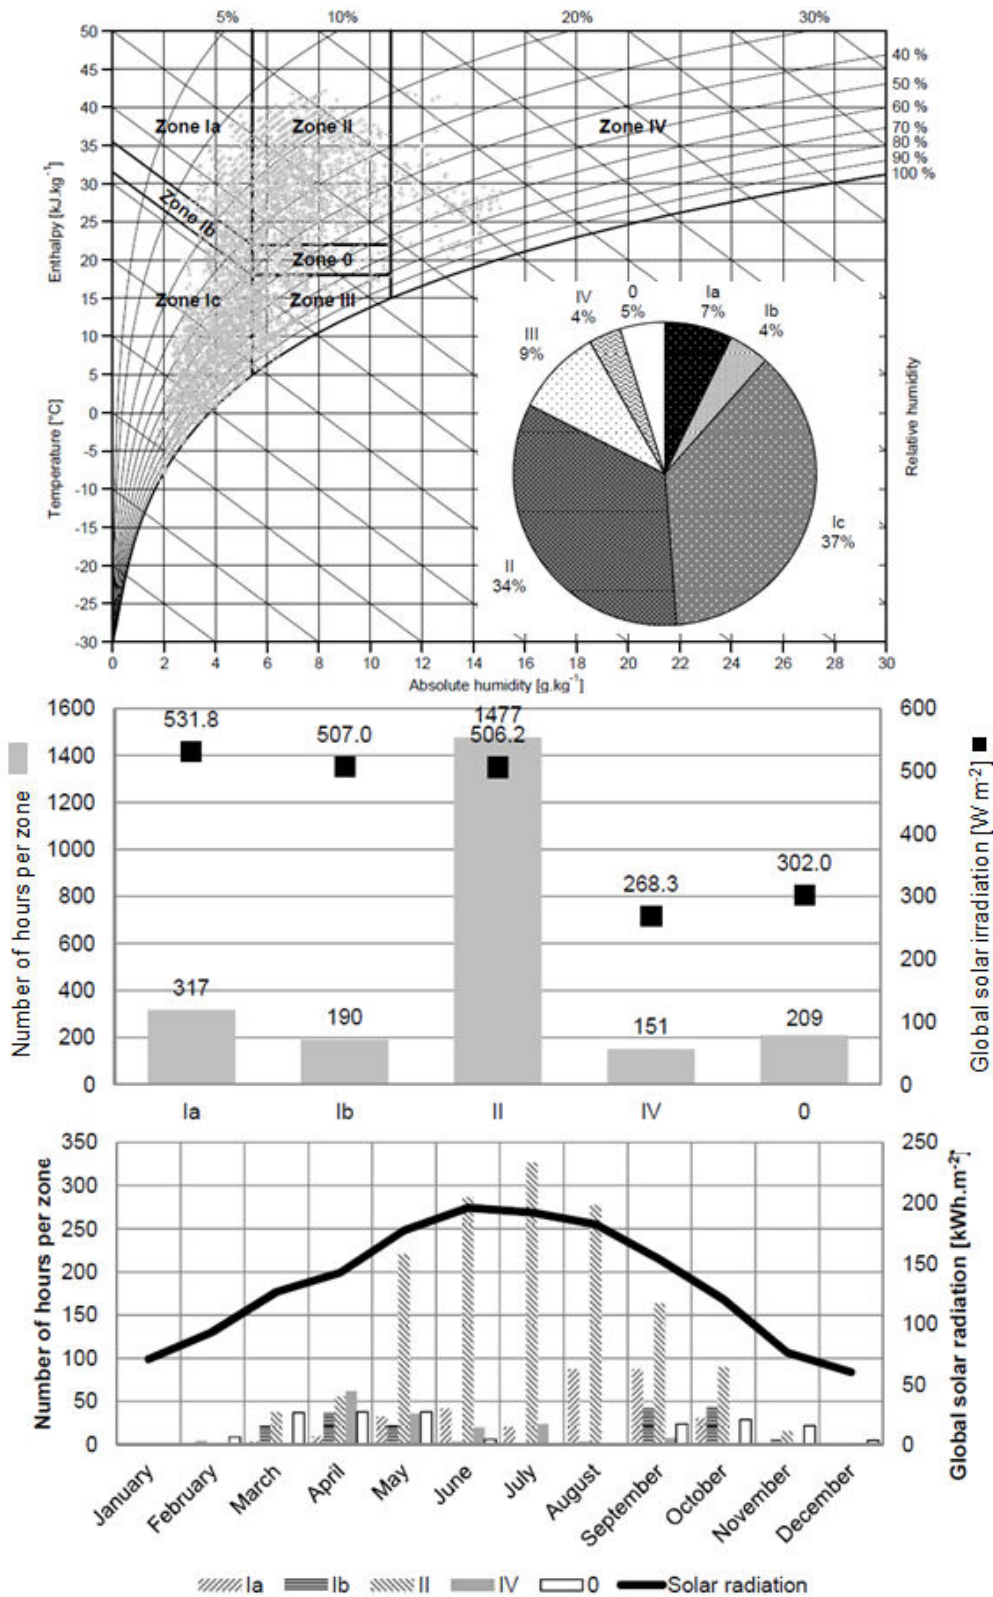 5% 10% 20% 30%
50
45
40
35
30
25
20
15
10
5
0
-5
-10
-15
-20
-25
-30
Enthalpy [kJ.kg⁻¹]
Temperature [°C]
Zone Ia
Zone II
Zone IV
Zone Ib
Zone 0
Zone Ic
Zone III
40 %
50 %
60 %
70 %
80 %
90 %
100 %
Relative humidity
0
Ia
7%
Ib
4%
Ic
37%
II
34%
III
9%
IV
4%
5%
0 2 4 6 8 10 12 14 16 18 20 22 24 26 28 30
Absolute humidity [g.kg⁻¹]
1600
1400
1200
1000
800
600
400
200
0
Number of hours per zone
531.8
507.0
1477
506.2
268.3
302.0
317
190
151
209
600
500
400
300
200
100
0
Global solar irradiation [W m⁻²]
Ia Ib II IV 0
350
300
250
200
150
100
50
0
Number of hours per zone
250
200
150
100
50
0
Global solar radiation [kWh.m⁻²]
January February March April May June July August September October November December
Ia Ib II IV 0 Solar radiation